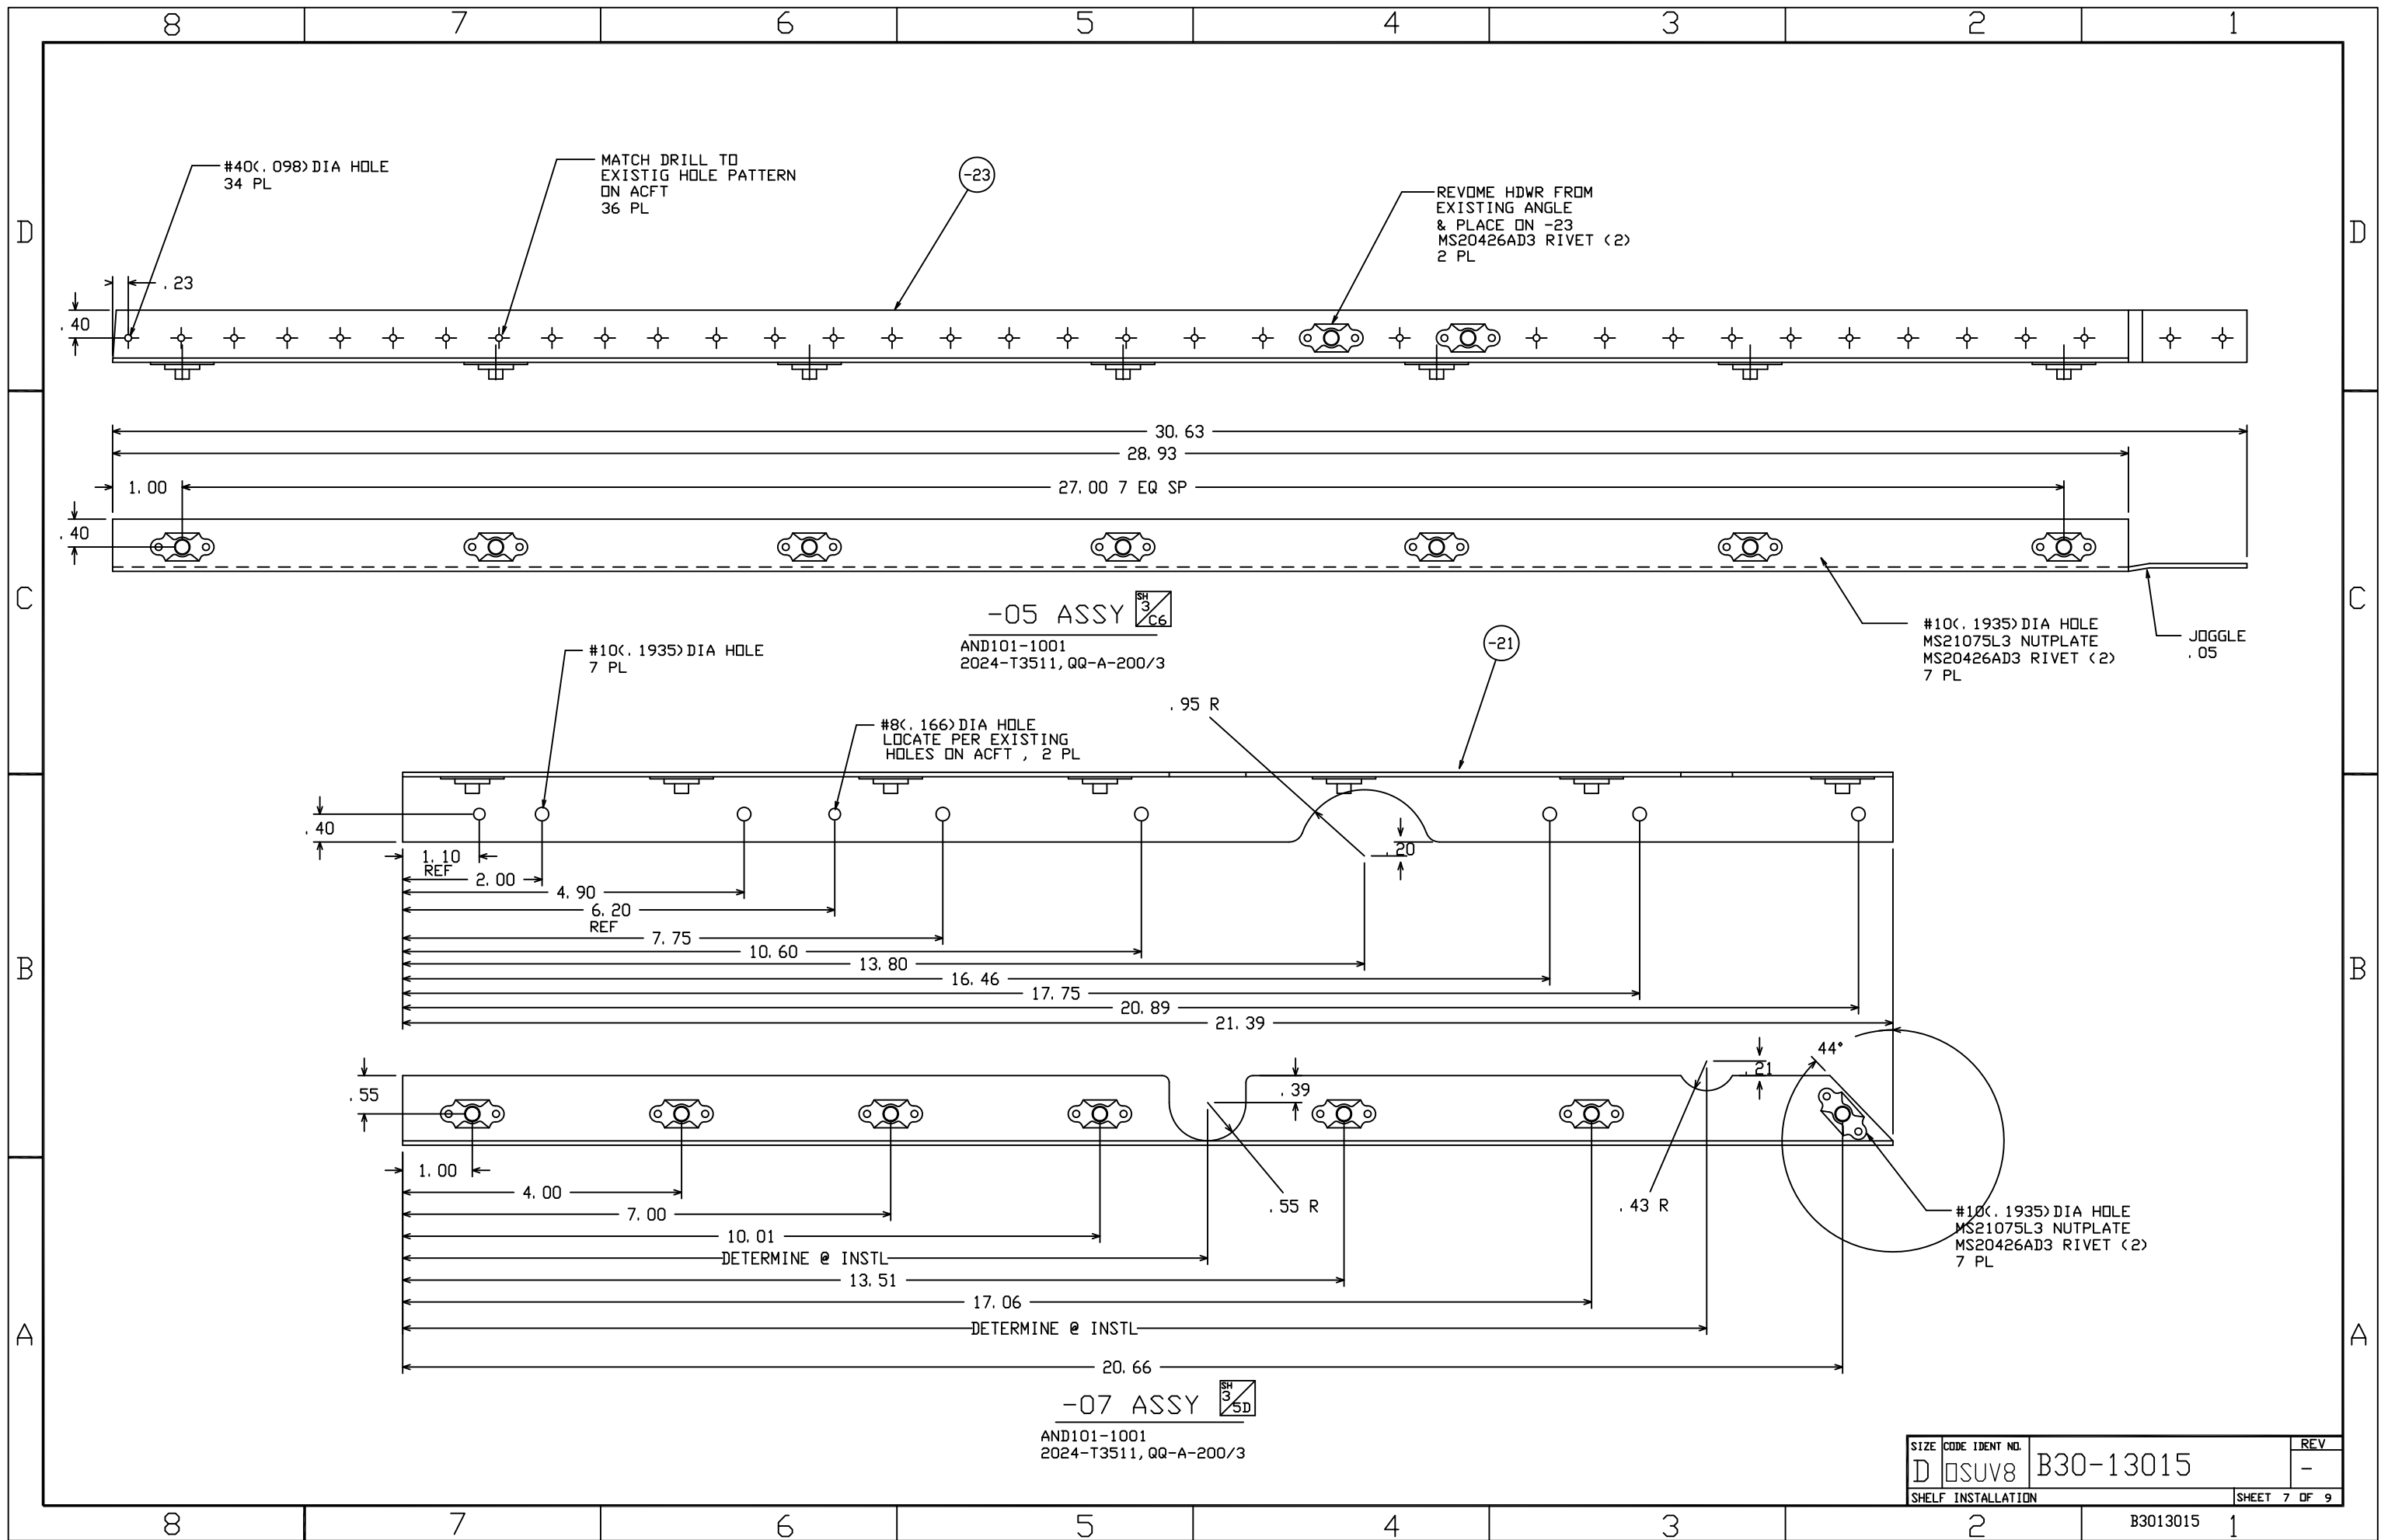 8 7 6 5 4 3 2 1
D
D
#40(.098)DIA HOLE
34 PL
MATCH DRILL TO
EXISTIG HOLE PATTERN
ON ACFT
36 PL
-23
REVOME HDWR FROM
EXISTING ANGLE
& PLACE ON -23
MS20426AD3 RIVET (2)
2 PL
.23
.40
30.63
28.93
1.00
27.00 7 EQ SP
.40
C
C
-05 ASSY
SH
3
C6
AND101-1001
2024-T3511,QQ-A-200/3
#10(.1935)DIA HOLE
MS21075L3 NUTPLATE
MS20426AD3 RIVET (2)
7 PL
JOGGLE
.05
#10(.1935)DIA HOLE
7 PL
-21
.95 R
#8(.166)DIA HOLE
LOCATE PER EXISTING
HOLES ON ACFT , 2 PL
.40
.20
1.10
REF
2.00
4.90
6.20
REF
7.75
10.60
13.80
16.46
17.75
20.89
21.39
B
B
44°
.55
.39
.21
1.00
4.00
7.00
10.01
DETERMINE @ INSTL
13.51
17.06
DETERMINE @ INSTL
20.66
.55 R
.43 R
#10(.1935)DIA HOLE
MS21075L3 NUTPLATE
MS20426AD3 RIVET (2)
7 PL
A
A
-07 ASSY
SH
3
5D
AND101-1001
2024-T3511,QQ-A-200/3
SIZE
D
CODE IDENT NO.
OSUV8
B30-13015
REV
-
SHELF INSTALLATION
SHEET 7 OF 9
8 7 6 5 4 3 2 1
B3013015